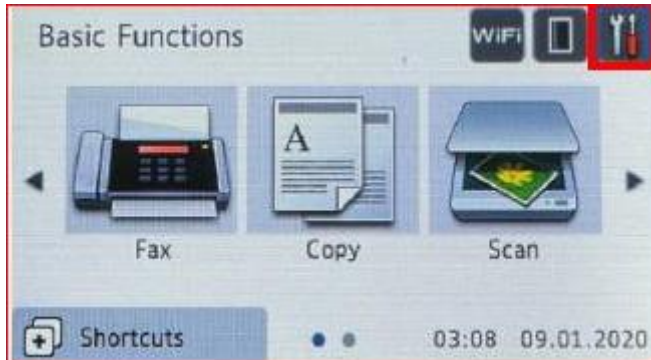 Basic Functions
WiFi
A
Fax
Copy
Scan
Shortcuts
03:08 09.01.2020